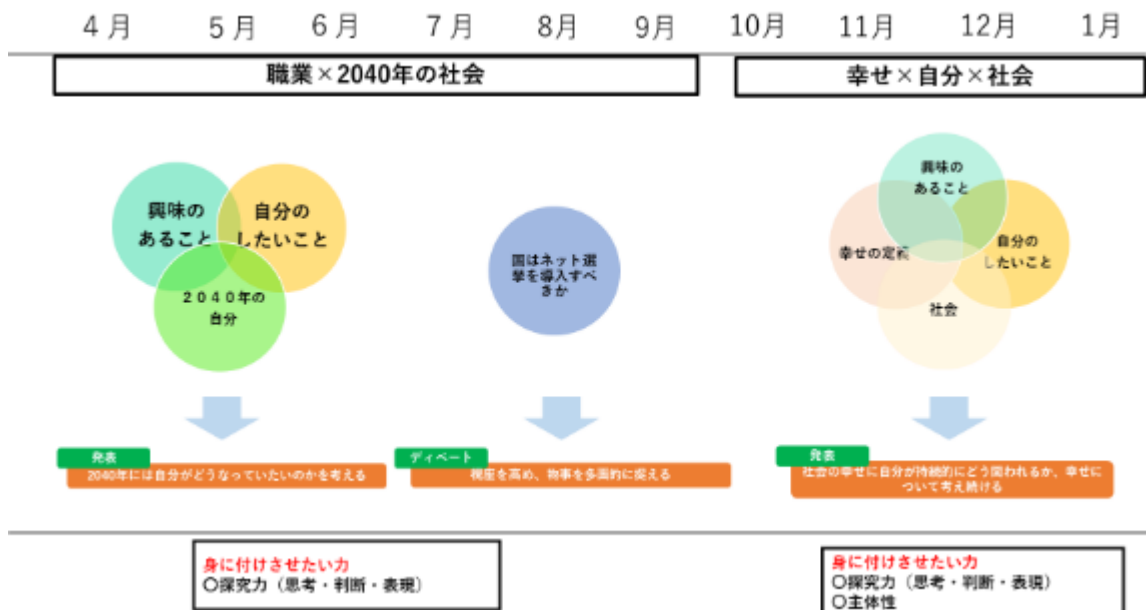 4月 5月 6月 7月 8月 9月 10月 11月 12月 1月
職業×2040年の社会
幸せ×自分×社会
興味の
あること
自分の
したいこと
2040年の
自分
国はネット選
挙を導入すべ
きか
興味の
あること
幸せの定義
自分の
したいこと
社会
発表
2040年には自分がどうなっていたいのかを考える
ディベート
視座を高め、物事を多面的に捉える
発表
社会の幸せに自分が持続的にどう関われるか、幸せに
ついて考え続ける
身に付けさせたい力
○探究力（思考・判断・表現）
身に付けさせたい力
○探究力（思考・判断・表現）
○主体性